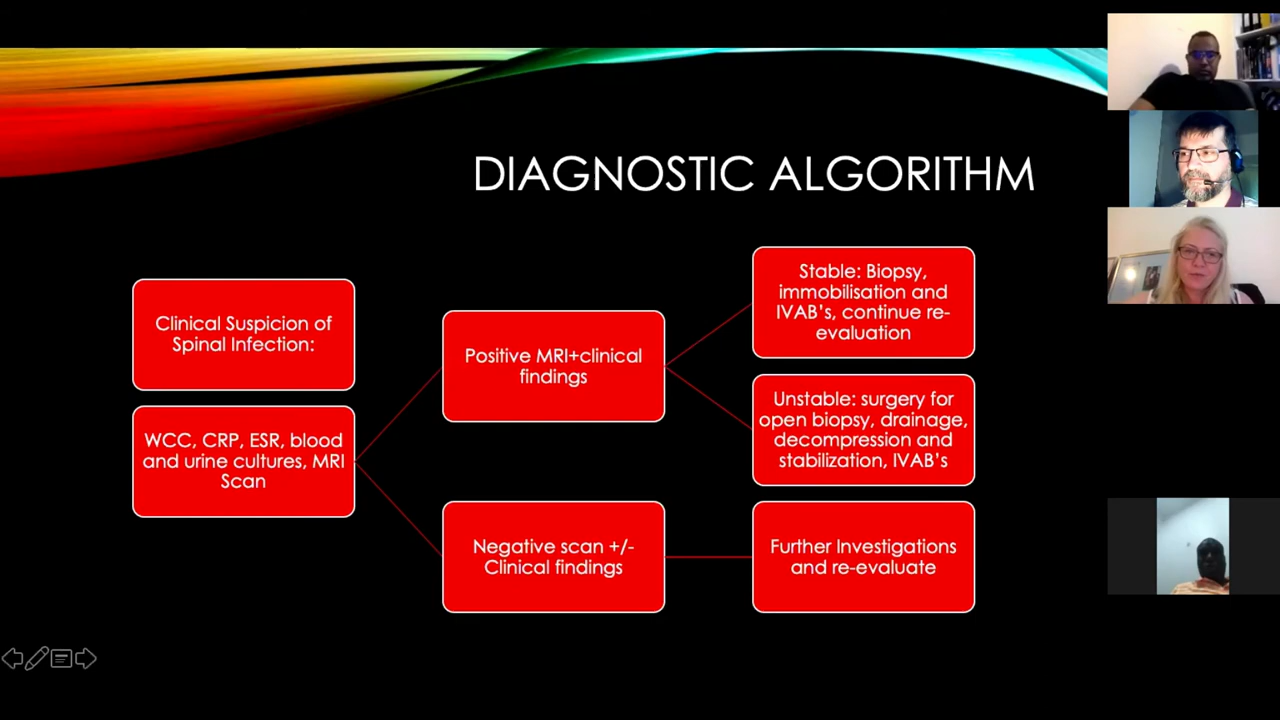 DIAGNOSTIC ALGORITHM
Clinical Suspicion of
Spinal Infection:
WCC, CRP, ESR, blood
and urine cultures, MRI
Scan
Positive MRI+clinical
findings
Negative scan +/-
Clinical findings
Stable: Biopsy,
immobilisation and
IVAB's, continue re-
evaluation
Unstable: surgery for
open biopsy, drainage,
decompression and
stabilization, IVAB's
Further Investigations
and re-evaluate